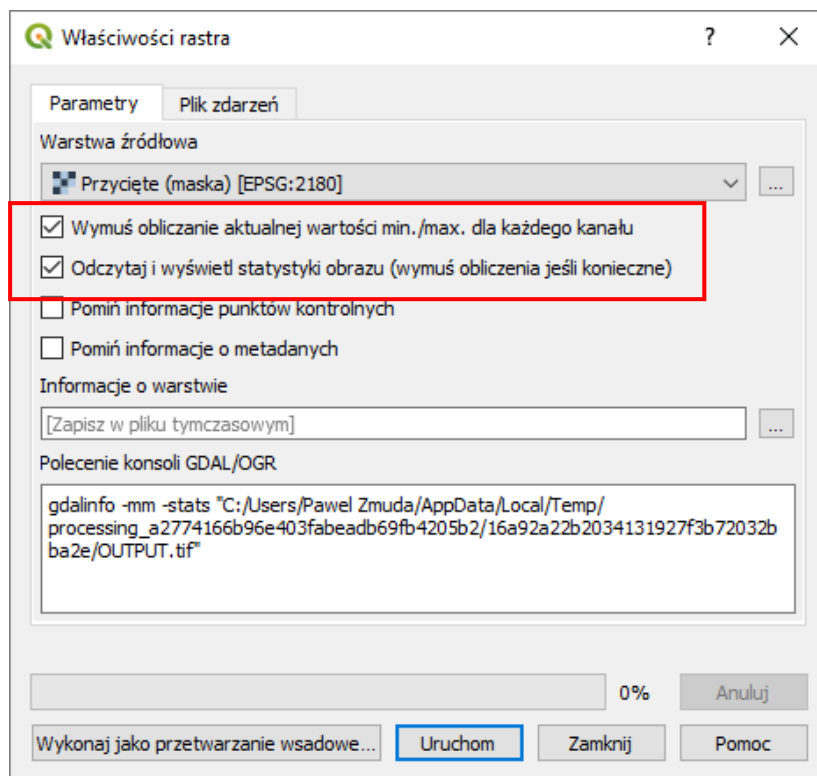 Właściwości rastra
?
Parametry
Plik zdarzeń
Warstwa źródłowa
Przycięte (maska) [EPSG:2180]
...
Wymuś obliczanie aktualnej wartości min./max. dla każdego kanału
Odczytaj i wyświetl statystyki obrazu (wymuś obliczenia jeśli konieczne)
Pomiń informacje punktów kontrolnych
Pomiń informacje o metadanych
Informacje o warstwie
[Zapisz w pliku tymczasowym]
...
Polecenie konsoli GDAL/OGR
gdalinfo -mm -stats "C:/Users/Pawel Zmuda/AppData/Local/Temp/
processing_a2774166b96e403fabeadb69fb4205b2/16a92a22b2034131927f3b72032b
ba2e/OUTPUT.tif"
0%
Anuluj
Wykonaj jako przetwarzanie wsadowe...
Uruchom
Zamknij
Pomoc